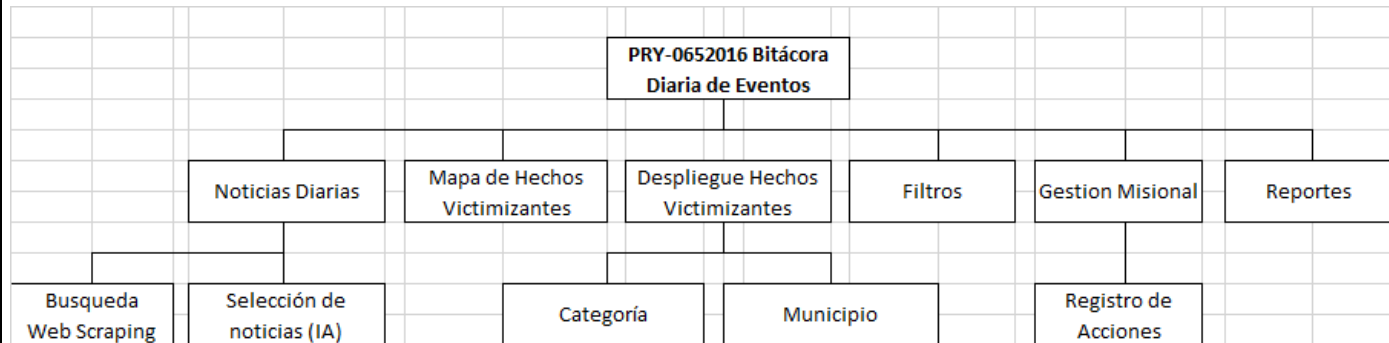 PRY-0652016 Bitácora
Diaria de Eventos
Noticias Diarias
Mapa de Hechos
Victimizantes
Despliegue Hechos
Victimizantes
Filtros
Gestion Misional
Reportes
Busqueda
Web Scraping
Selección de
noticias (IA)
Categoría
Municipio
Registro de
Acciones